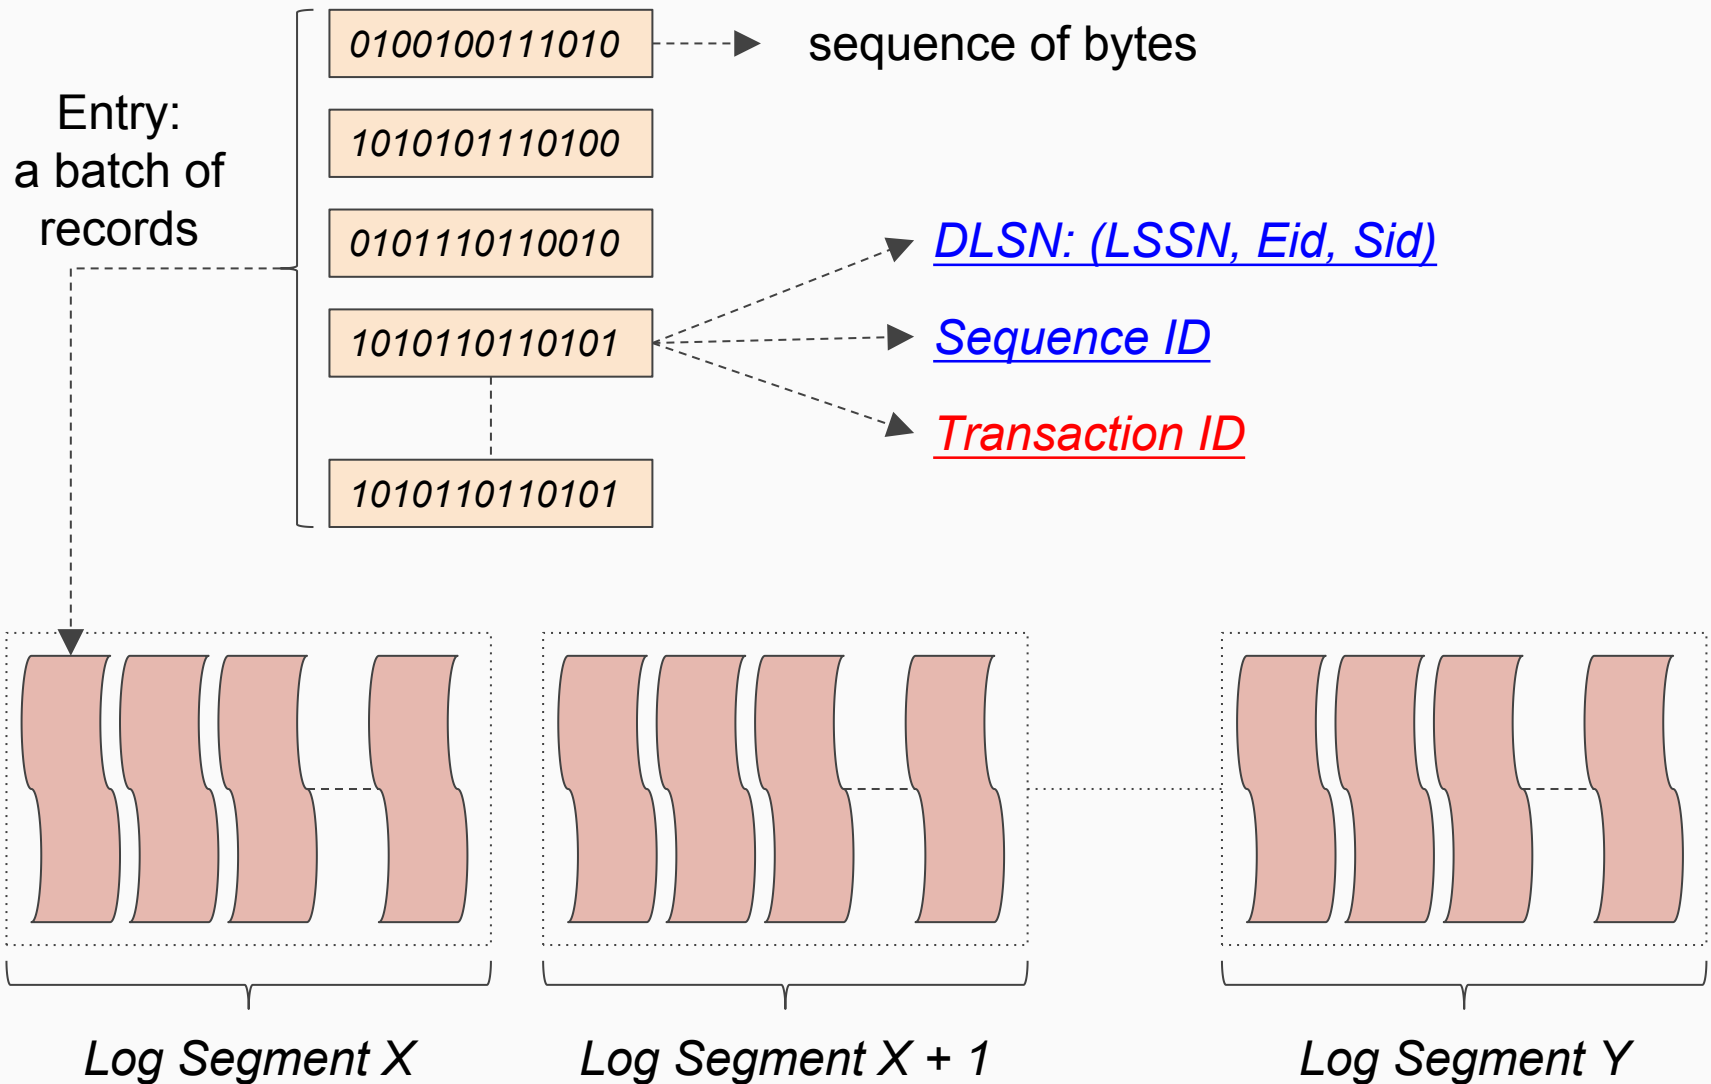 0100100111010
sequence of bytes
Entry:
a batch of
records
1010101110100
0101110110010
DLSN: (LSSN, Eid, Sid)
1010110110101
Sequence ID
Transaction ID
1010110110101
Log Segment X
Log Segment X + 1
Log Segment Y